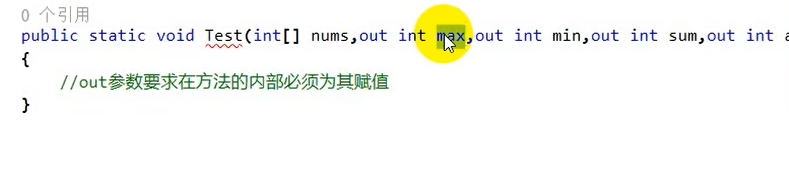 0 个引用
public static void Test(int[] nums,out int max,out int min,out int sum,out int a
{
//out参数要求在方法的内部必须为其赋值
}